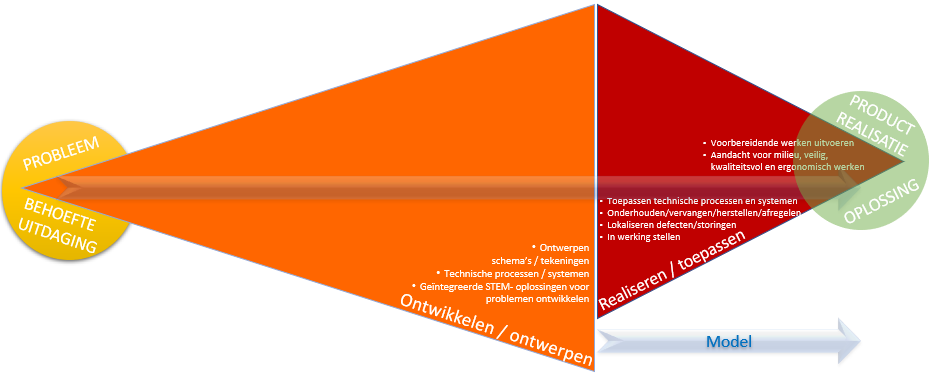 PROBLEEM
BEHOEFTE
UITDAGING
• Ontwerpen
schema's / tekeningen
• Technische processen / systemen
• Geïntegreerde STEM- oplossingen voor
problemen ontwikkelen
Ontwikkelen / ontwerpen
• Voorbereidende werken uitvoeren
• Aandacht voor milieu, veilig,
kwaliteitsvol en ergonomisch werken
• Toepassen technische processen en systemen
• Onderhouden/vervangen/herstellen/afregelen
• Lokaliseren defecten/storingen
• In werking stellen
Realiseren / toepassen
PRODUCT
REALISATIE
OPLOSSING
Model